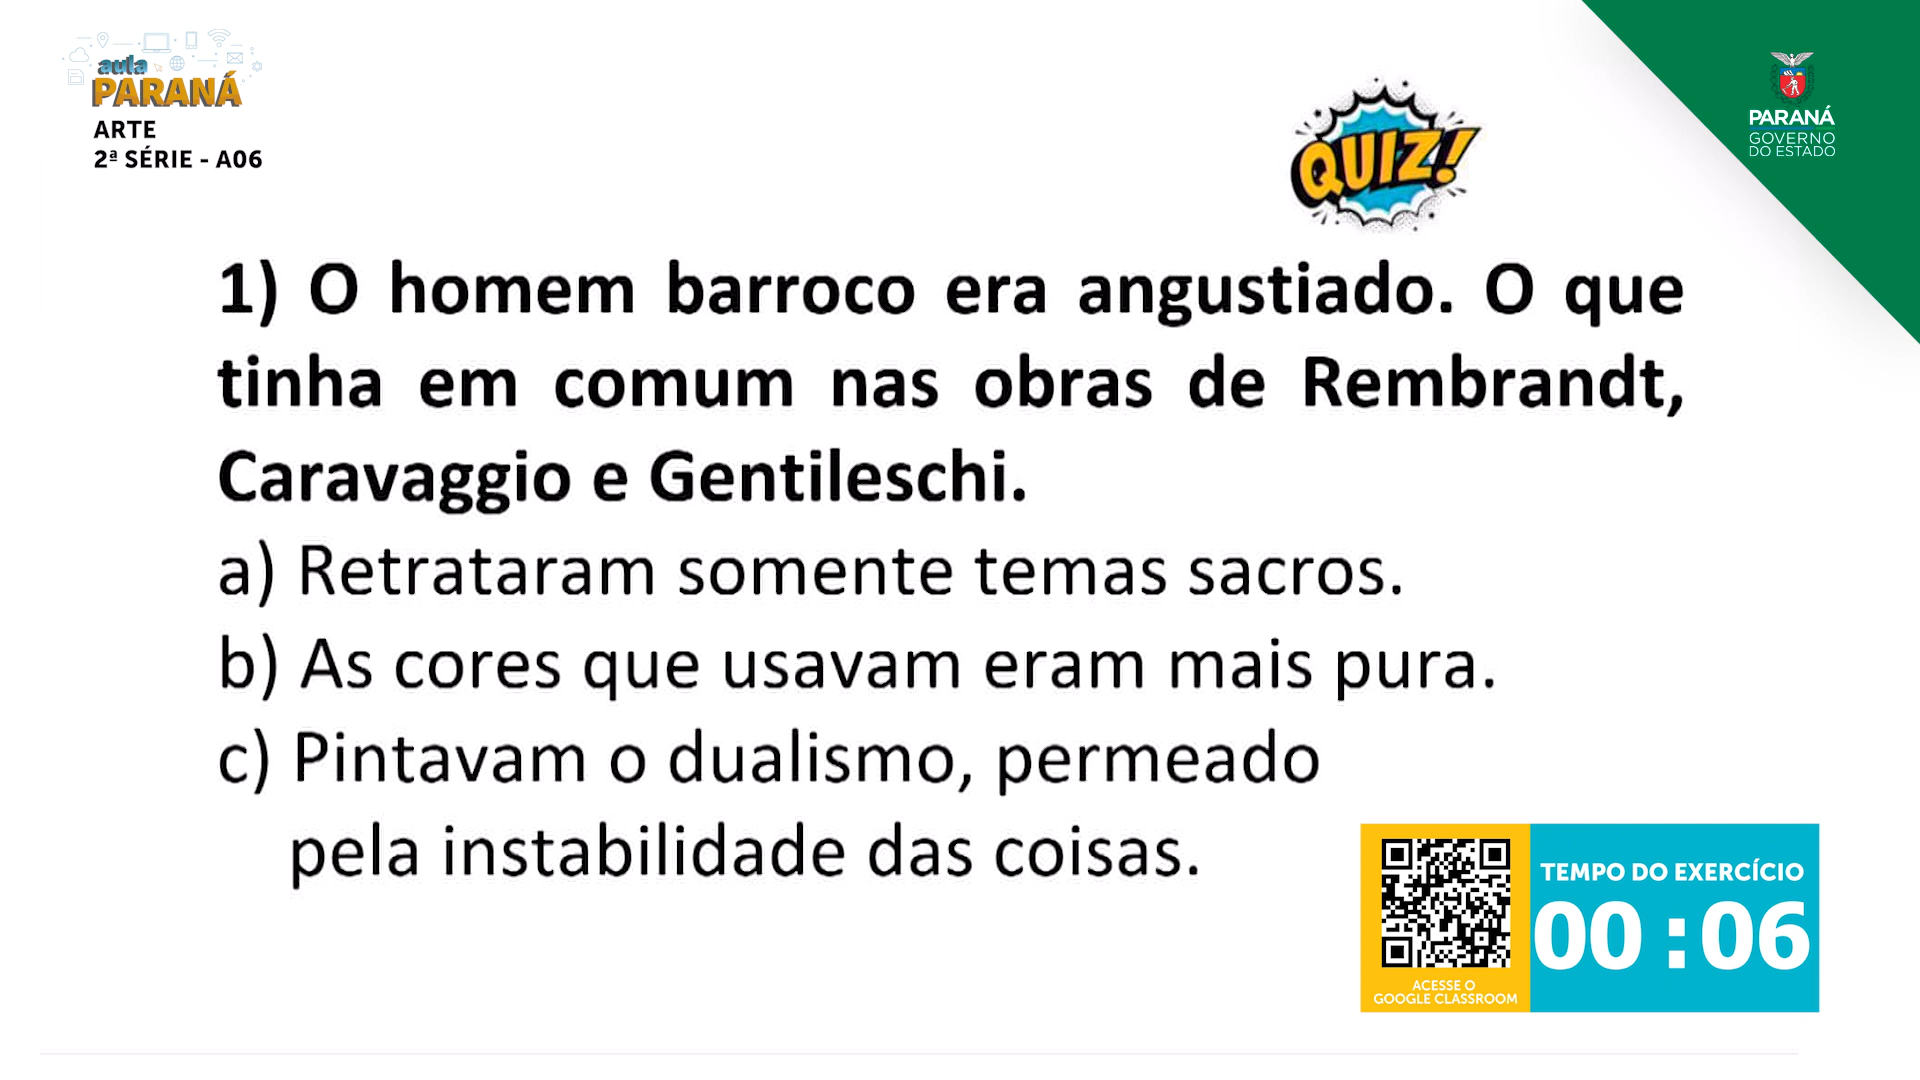 aula
PARANÁ
ARTE
2ª SÉRIE - A06
QUIZ!
PARANÁ
GOVERNO
DO ESTADO
1) O homem barroco era angustiado. O que
tinha em comum nas obras de Rembrandt,
Caravaggio e Gentileschi.
a) Retrataram somente temas sacros.
b) As cores que usavam eram mais pura.
c) Pintavam o dualismo, permeado
pela instabilidade das coisas.
TEMPO DO EXERCÍCIO
00:06
ACESSE O
GOOGLE CLASSROOM